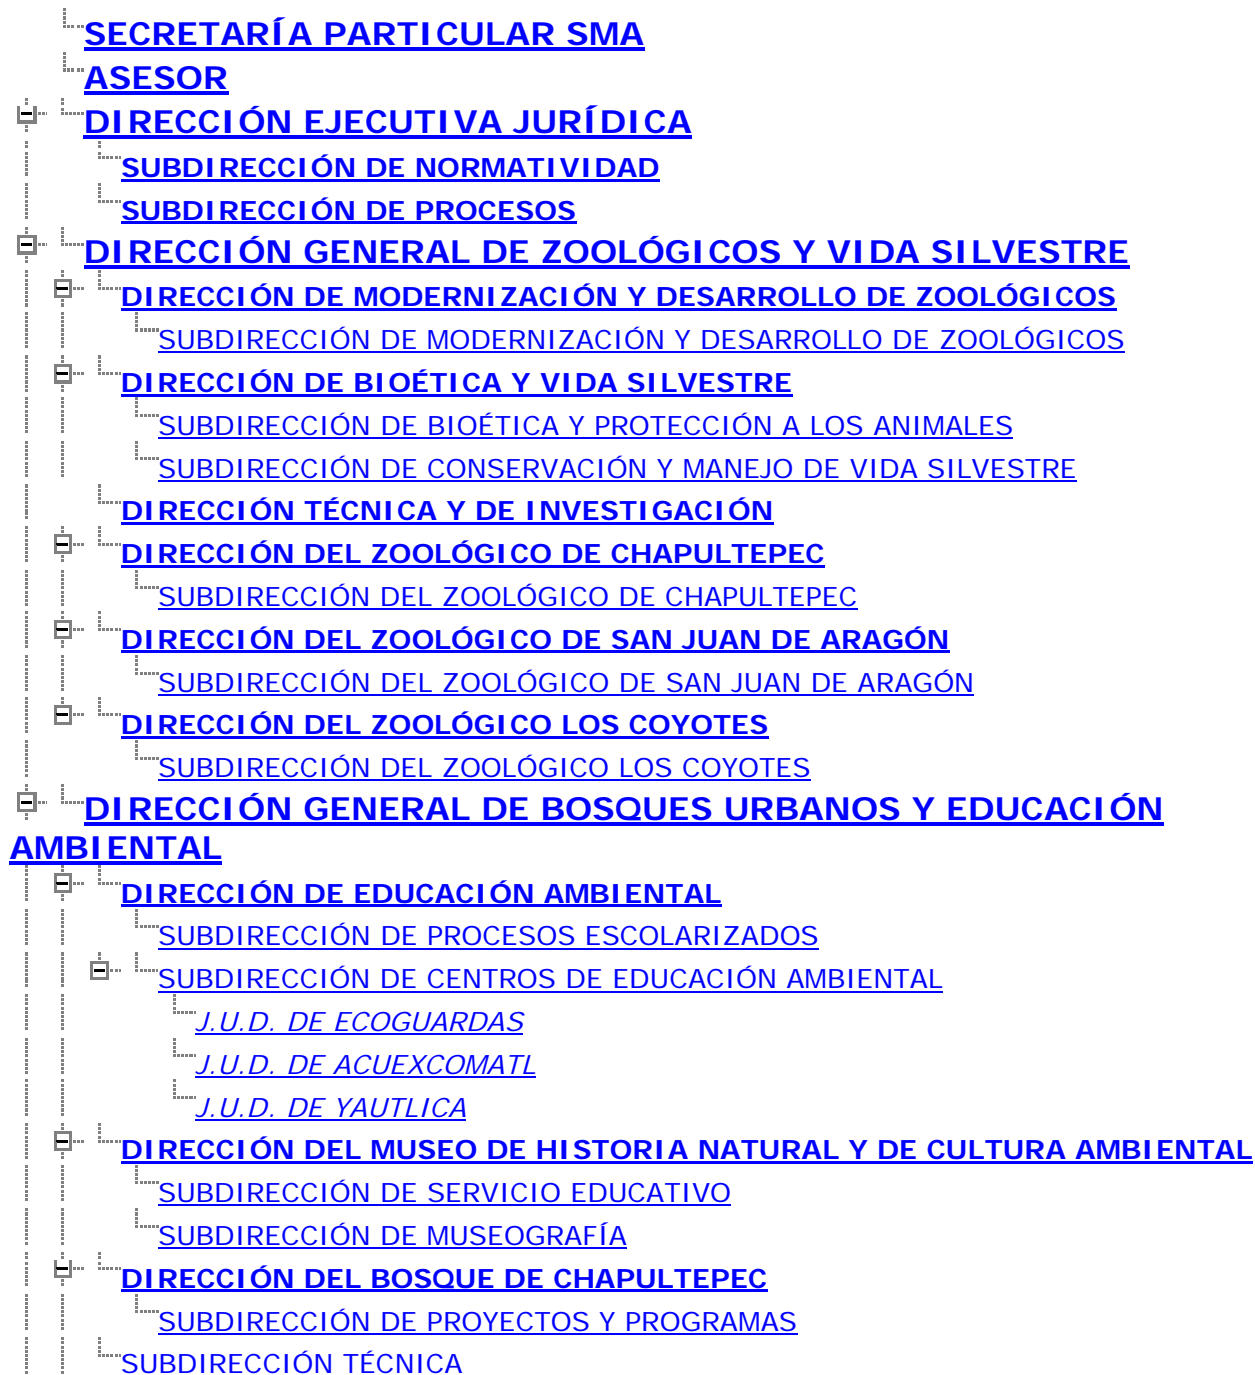 SECRETARÍA PARTICULAR SMA
ASESOR
DIRECCIÓN EJECUTIVA JURÍDICA
SUBDIRECCIÓN DE NORMATIVIDAD
SUBDIRECCIÓN DE PROCESOS
DIRECCIÓN GENERAL DE ZOOLÓGICOS Y VIDA SILVESTRE
DIRECCIÓN DE MODERNIZACIÓN Y DESARROLLO DE ZOOLÓGICOS
SUBDIRECCIÓN DE MODERNIZACIÓN Y DESARROLLO DE ZOOLÓGICOS
DIRECCIÓN DE BIOÉTICA Y VIDA SILVESTRE
SUBDIRECCIÓN DE BIOÉTICA Y PROTECCIÓN A LOS ANIMALES
SUBDIRECCIÓN DE CONSERVACIÓN Y MANEJO DE VIDA SILVESTRE
DIRECCIÓN TÉCNICA Y DE INVESTIGACIÓN
DIRECCIÓN DEL ZOOLÓGICO DE CHAPULTEPEC
SUBDIRECCIÓN DEL ZOOLÓGICO DE CHAPULTEPEC
DIRECCIÓN DEL ZOOLÓGICO DE SAN JUAN DE ARAGÓN
SUBDIRECCIÓN DEL ZOOLÓGICO DE SAN JUAN DE ARAGÓN
DIRECCIÓN DEL ZOOLÓGICO LOS COYOTES
SUBDIRECCIÓN DEL ZOOLÓGICO LOS COYOTES
DIRECCIÓN GENERAL DE BOSQUES URBANOS Y EDUCACIÓN
AMBIENTAL
DIRECCIÓN DE EDUCACIÓN AMBIENTAL
SUBDIRECCIÓN DE PROCESOS ESCOLARIZADOS
SUBDIRECCIÓN DE CENTROS DE EDUCACIÓN AMBIENTAL
J.U.D. DE ECOGUARDAS
J.U.D. DE ACUEXCOMATL
J.U.D. DE YAUTLICA
DIRECCIÓN DEL MUSEO DE HISTORIA NATURAL Y DE CULTURA AMBIENTAL
SUBDIRECCIÓN DE SERVICIO EDUCATIVO
SUBDIRECCIÓN DE MUSEOGRAFÍA
DIRECCIÓN DEL BOSQUE DE CHAPULTEPEC
SUBDIRECCIÓN DE PROYECTOS Y PROGRAMAS
SUBDIRECCIÓN TÉCNICA